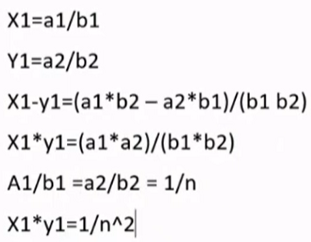 X1=a1/b1
Y1=a2/b2
X1-y1=(a1*b2 – a2*b1)/(b1 b2)
X1*y1=(a1*a2)/(b1*b2)
A1/b1 =a2/b2 = 1/n
X1*y1=1/n^2